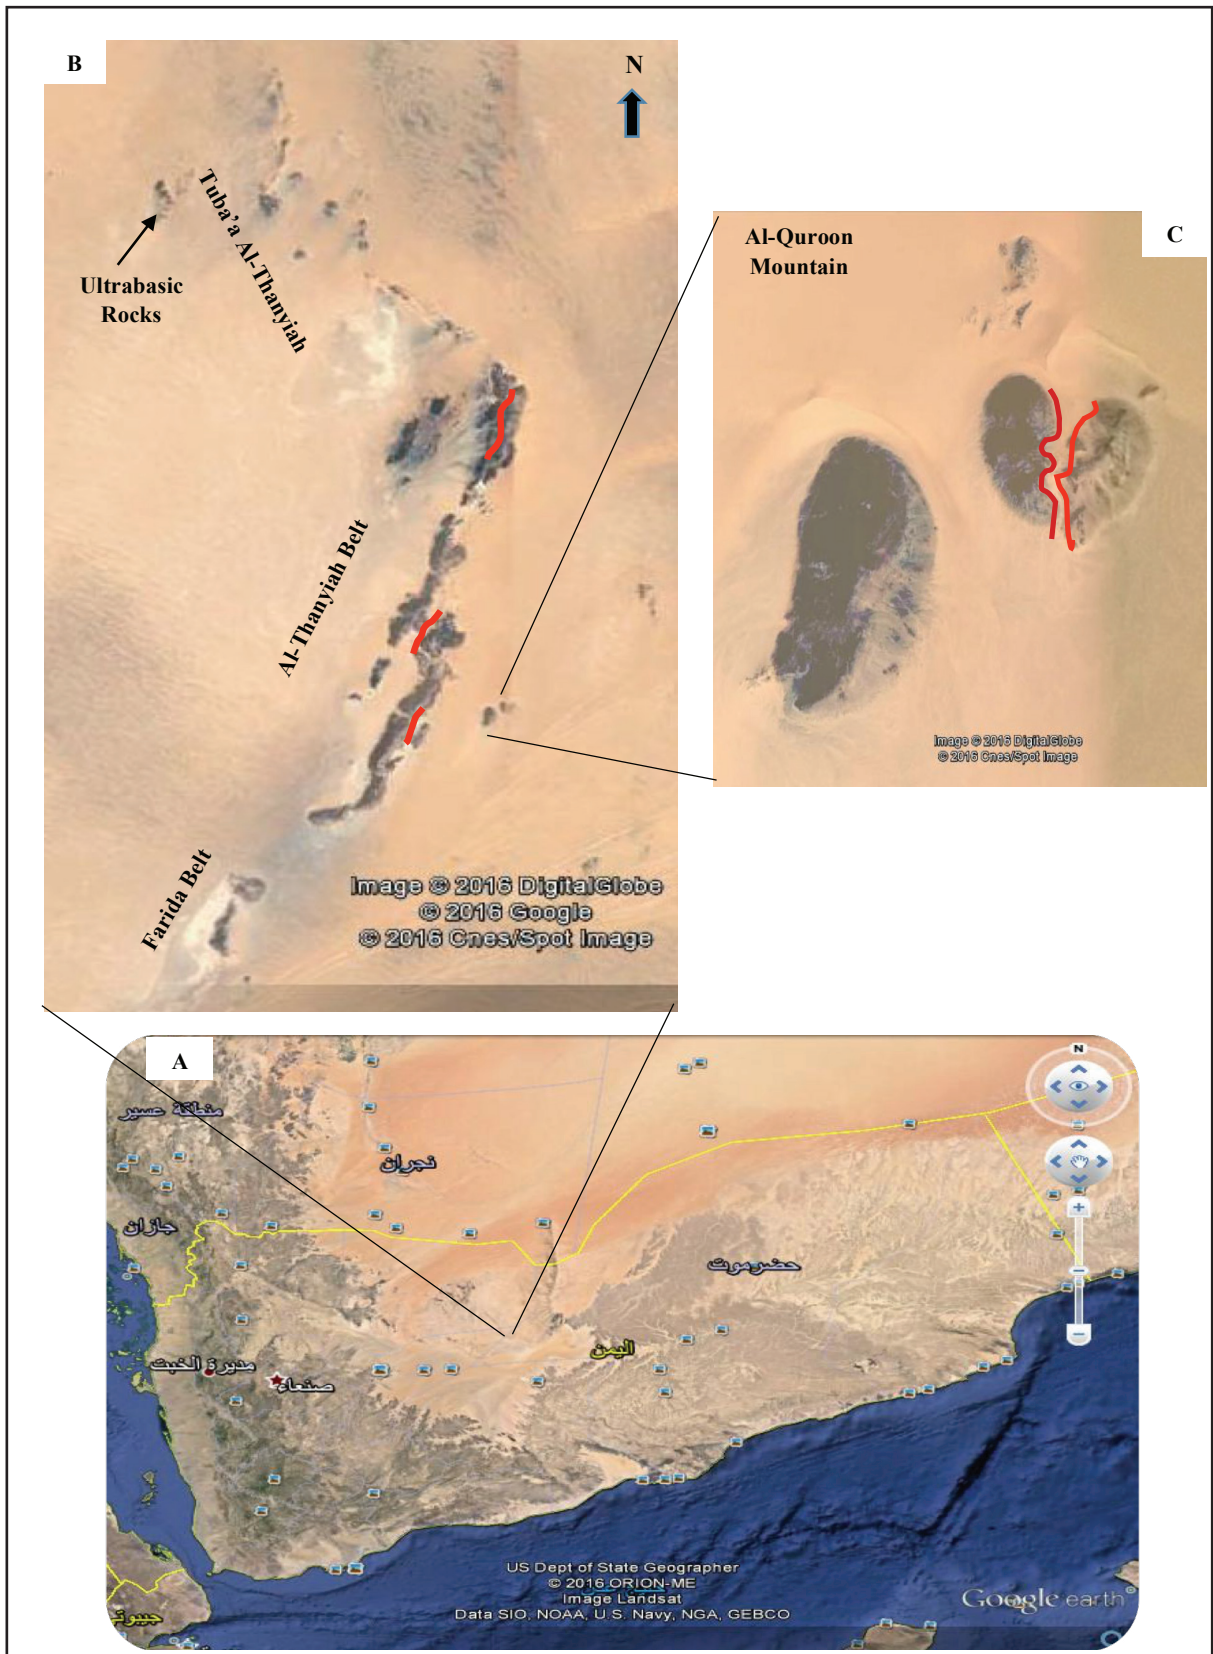 B
N
Tuba'a Al-Thanyiah
Ultrabasic
Rocks
Al-Thanyiah Belt
Farida Belt
Image © 2016 DigitalGlobe
© 2016 Google
© 2016 Cnes/Spot Image
Al-Quroon
Mountain
C
Image © 2016 DigitalGlobe
© 2016 Cnes/Spot Image
A
N
منطقة عسير
نجران
جازان
حضرموت
اليمن
مديرة الخبت
صنعاء
US Dept of State Geographer
© 2016 ORION-ME
Image Landsat
Data SIO, NOAA, U.S. Navy, NGA, GEBCO
Google earth
جيبوتي